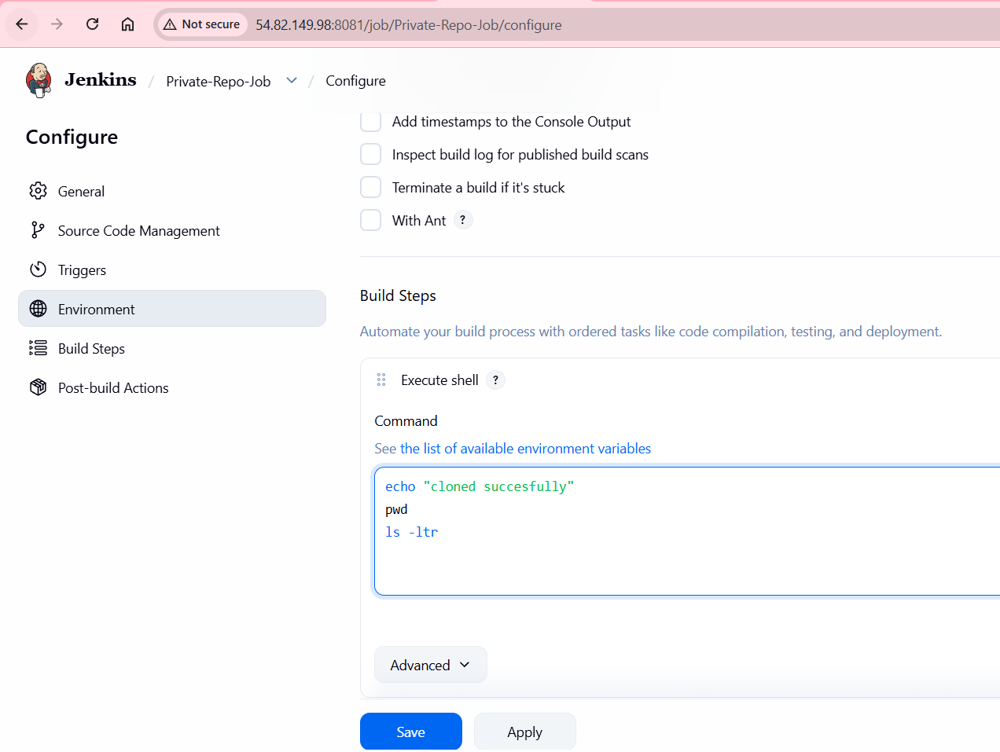 Not secure 54.82.149.98:8081/job/Private-Repo-Job/configure
Jenkins / Private-Repo-Job / Configure
Configure
General
Source Code Management
Triggers
Environment
Build Steps
Post-build Actions
Add timestamps to the Console Output
Inspect build log for published build scans
Terminate a build if it's stuck
With Ant ?
Build Steps
Automate your build process with ordered tasks like code compilation, testing, and deployment.
Execute shell ?
Command
See the list of available environment variables
echo "cloned succesfully"
pwd
ls -ltr
Advanced
Save Apply